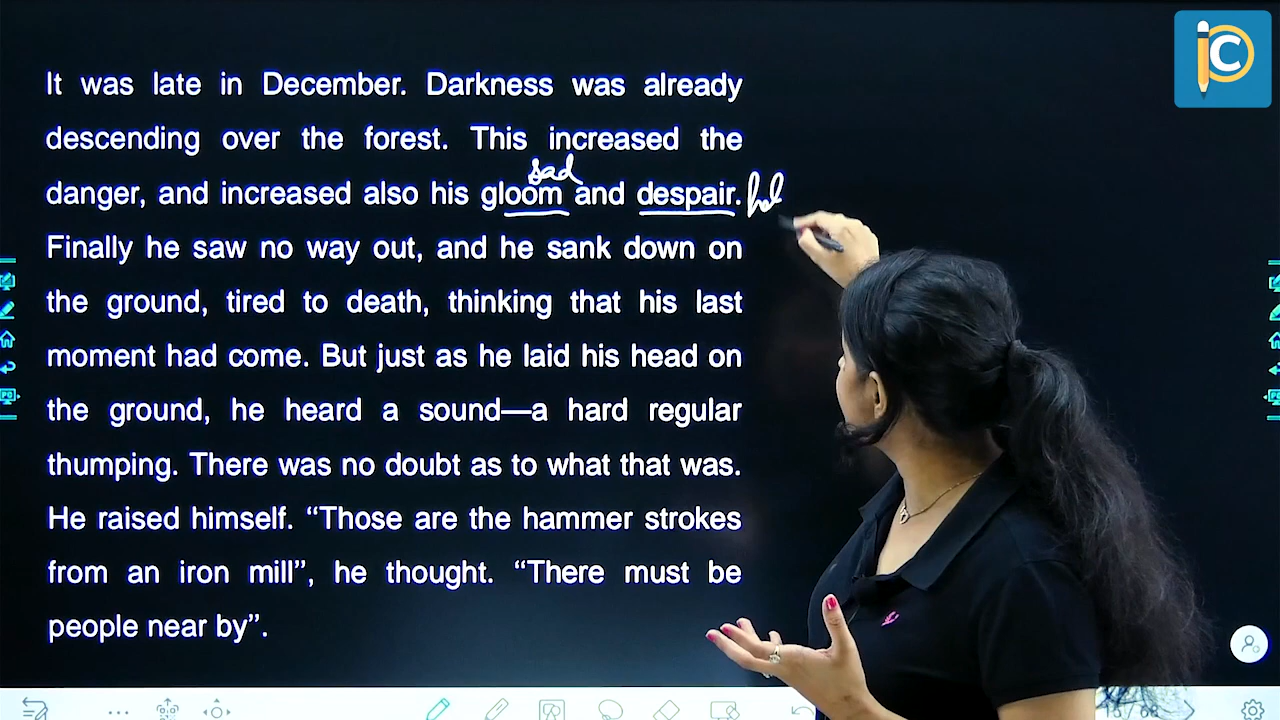 It was late in December. Darkness was already
descending over the forest. This increased the
sad
danger, and increased also his gloom and despair. ho
Finally he saw no way out, and he sank down on
the ground, tired to death, thinking that his last
moment had come. But just as he laid his head on
the ground, he heard a sound—a hard regular
thumping. There was no doubt as to what that was.
He raised himself. “Those are the hammer strokes
from an iron mill”, he thought. “There must be
people near by”.